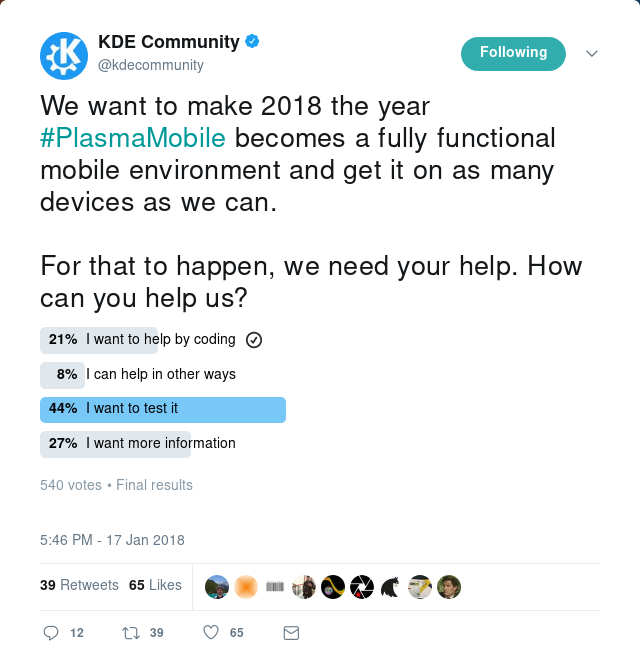 KDE Community
@kdecommunity
Following
We want to make 2018 the year
#PlasmaMobile becomes a fully functional
mobile environment and get it on as many
devices as we can.
For that to happen, we need your help. How
can you help us?
21% I want to help by coding
8% I can help in other ways
44% I want to test it
27% I want more information
540 votes • Final results
5:46 PM - 17 Jan 2018
39 Retweets 65 Likes
12 39 65